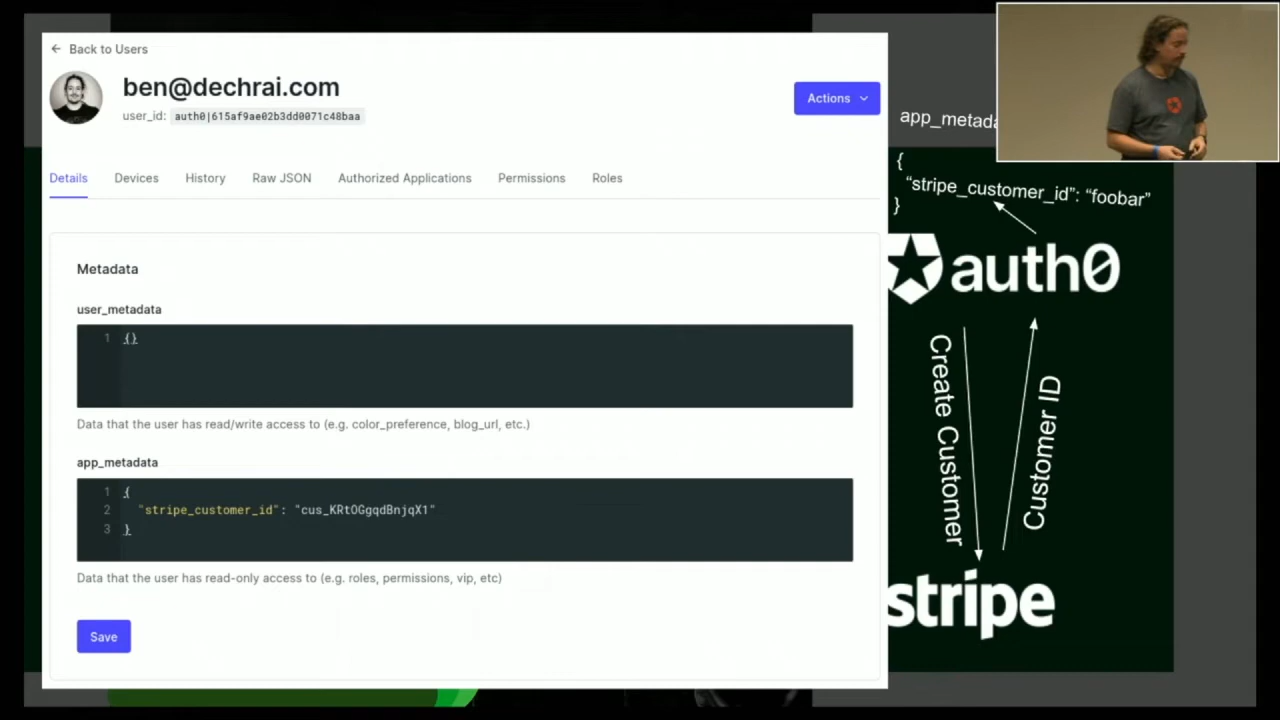 ← Back to Users
ben@dechrai.com
user_id: auth0|615af9ae02b3dd0071c48baa
Actions
Details Devices History Raw JSON Authorized Applications Permissions Roles
Metadata
user_metadata
1 {}
Data that the user has read/write access to (e.g. color_preference, blog_url, etc.)
app_metadata
1 {
2 "stripe_customer_id": "cus_KRtOGgqdBnjqX1"
3 }
Data that the user has read-only access to (e.g. roles, permissions, vip, etc)
Save
app_metada
{
“stripe_customer_id”: “foobar”
}
auth0
Create Customer
Customer ID
stripe